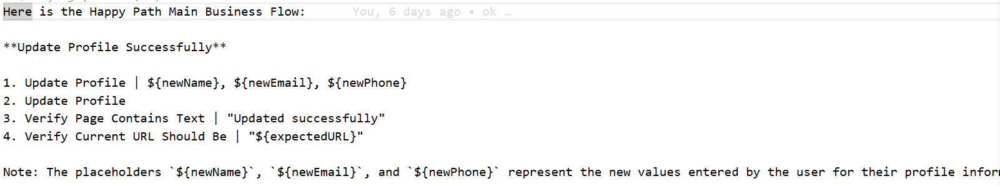 Here is the Happy Path Main Business Flow: You, 6 days ago • ok …
**Update Profile Successfully**
1. Update Profile | ${newName}, ${newEmail}, ${newPhone}
2. Update Profile
3. Verify Page Contains Text | "Updated successfully"
4. Verify Current URL Should Be | "${expectedURL}"
Note: The placeholders `${newName}`, `${newEmail}`, and `${newPhone}` represent the new values entered by the user for their profile infor